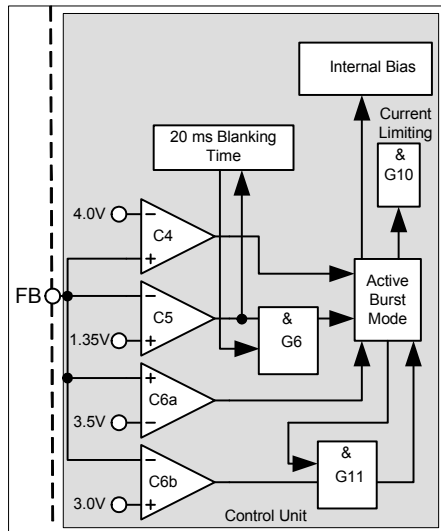 Internal Bias
Current
Limiting
20 ms Blanking
Time
&
G10
4.0V
−
C4
+
FB
−
C5
1.35V
+
&
G6
Active
Burst
Mode
+
C6a
3.5V
−
−
C6b
3.0V
+
&
G11
Control Unit